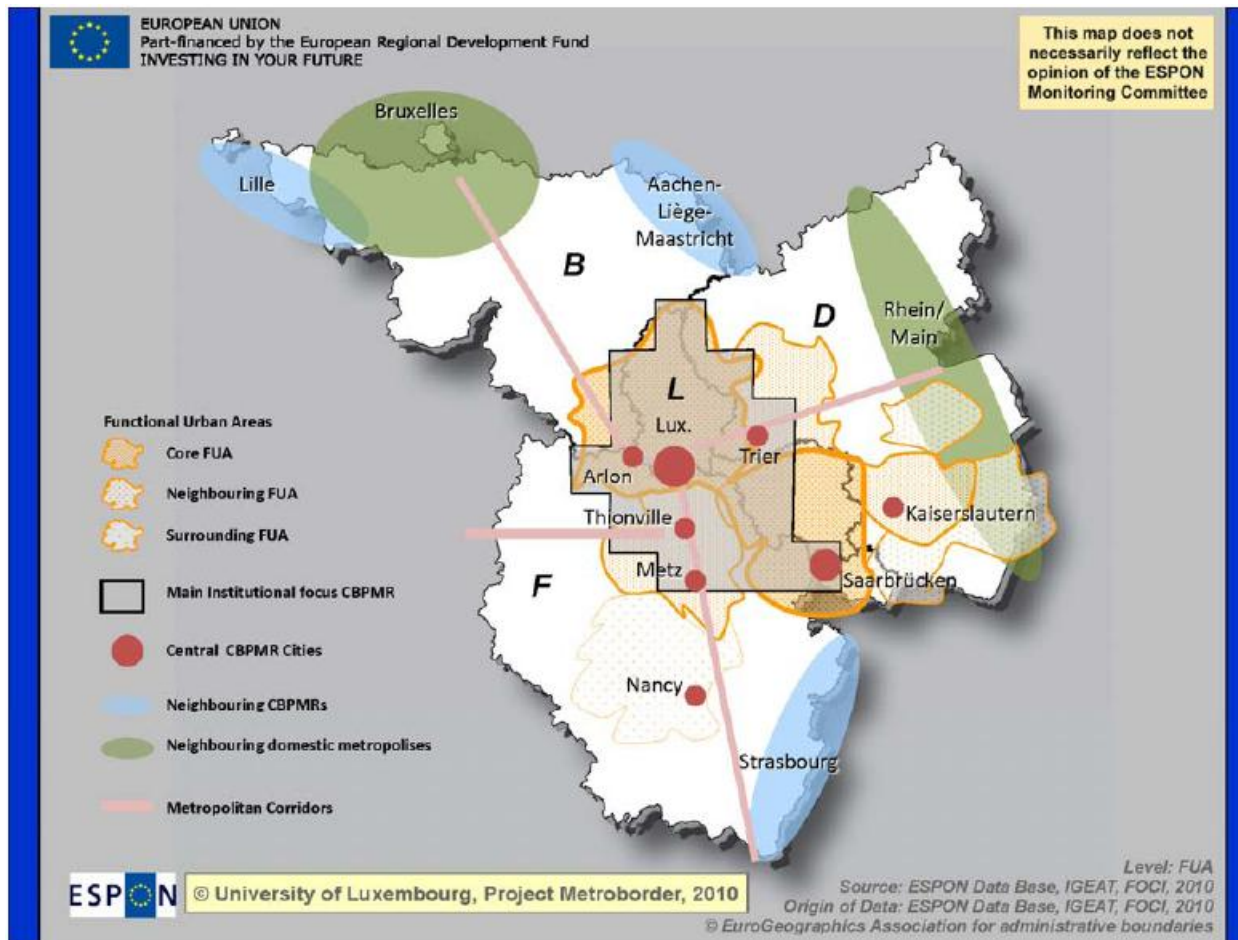 EUROPEAN UNION
Part-financed by the European Regional Development Fund
INVESTING IN YOUR FUTURE
This map does not
necessarily reflect the
opinion of the ESPON
Monitoring Committee
Bruxelles
Lille
Aachen-
Liège-
Maastricht
B
D
Rhein/
Main
L
Lux.
Trier
Arlon
Thionville
Kaiserslautern
Metz
Saarbrücken
F
Nancy
Strasbourg
Functional Urban Areas
Core FUA
Neighbouring FUA
Surrounding FUA
Main Institutional focus CBPMR
Central CBPMR Cities
Neighbouring CBPMRs
Neighbouring domestic metropolises
Metropolitan Corridors
ESPON
© University of Luxembourg, Project Metroborder, 2010
Level: FUA
Source: ESPON Data Base, IGEAT, FOCI, 2010
Origin of Data: ESPON Data Base, IGEAT, FOCI, 2010
© EuroGeographics Association for administrative boundaries